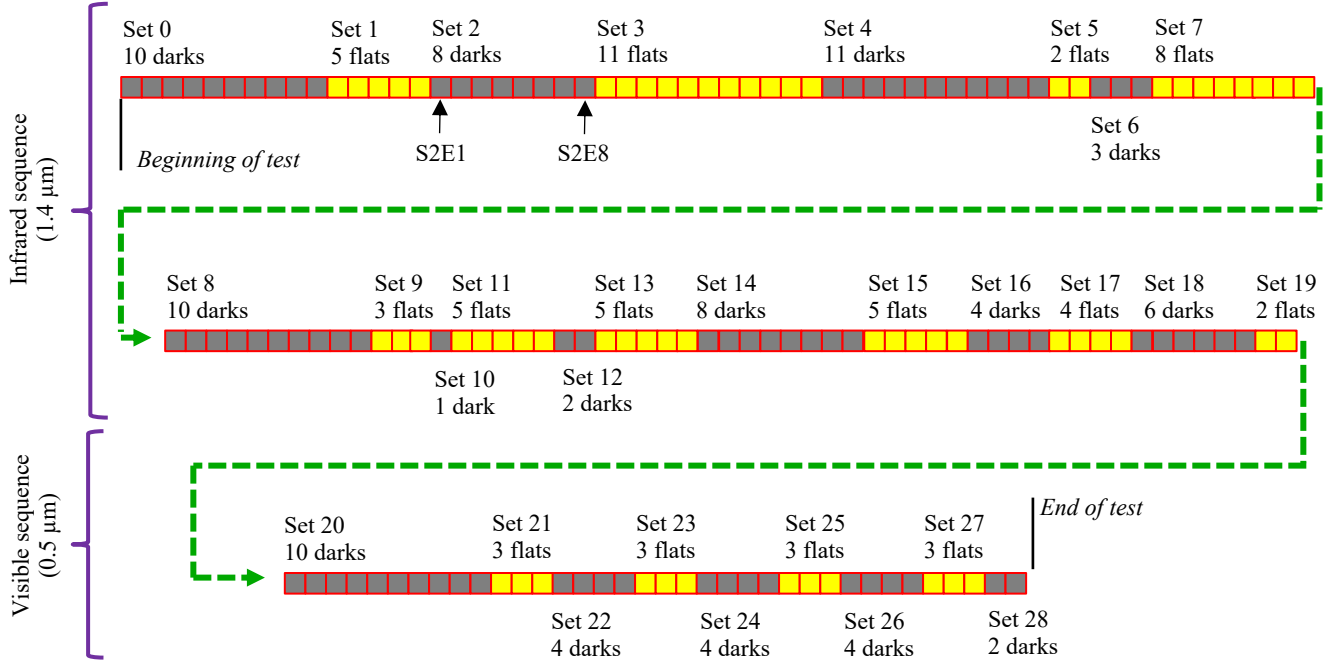 Set 0
10 darks
Set 1
5 flats
Set 2
8 darks
Set 3
11 flats
Set 4
11 darks
Set 5
2 flats
Set 7
8 flats
S2E1
S2E8
Set 6
3 darks
Beginning of test
Infrared sequence
(1.4 µm)
Set 8
10 darks
Set 9
3 flats
Set 11
5 flats
Set 13
5 flats
Set 14
8 darks
Set 15
5 flats
Set 16
4 darks
Set 17
4 flats
Set 18
6 darks
Set 19
2 flats
Set 10
1 dark
Set 12
2 darks
Visible sequence
(0.5 µm)
Set 20
10 darks
Set 21
3 flats
Set 23
3 flats
Set 25
3 flats
Set 27
3 flats
End of test
Set 22
4 darks
Set 24
4 darks
Set 26
4 darks
Set 28
2 darks